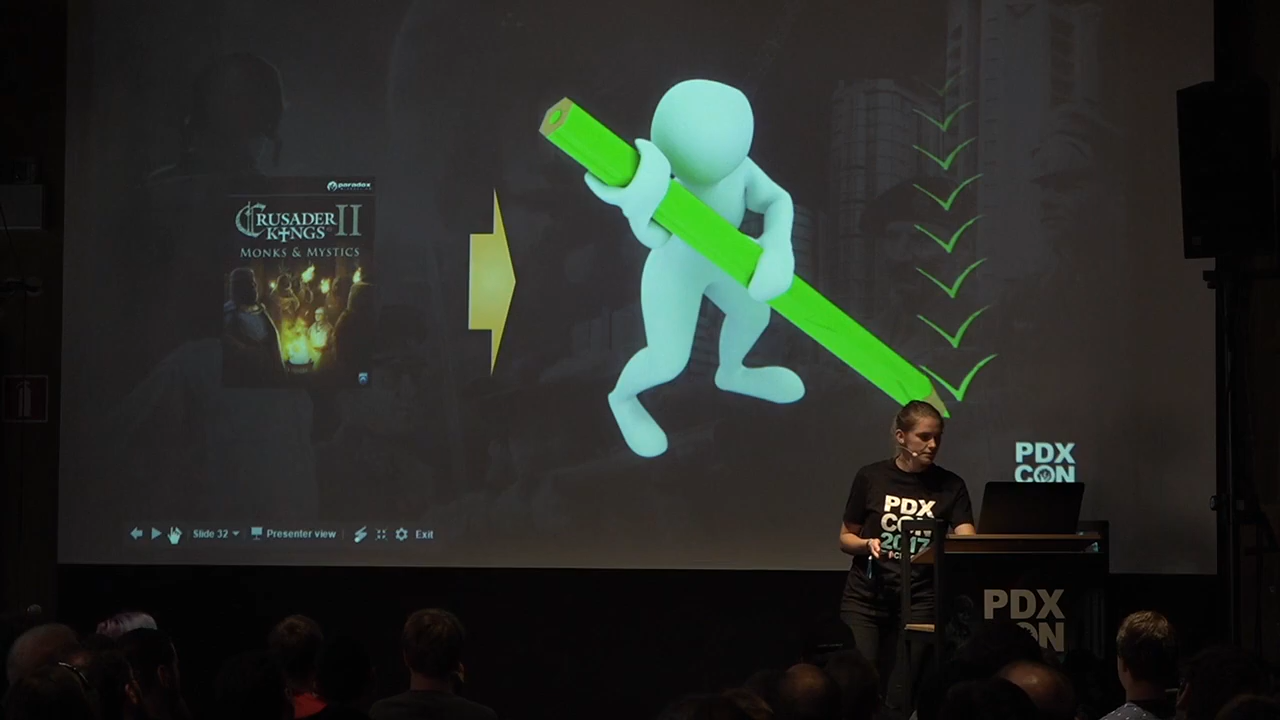 paradox
CRUSADER
KINGS II
MONKS & MYSTICS
Slide 32
Presenter view
Exit
PDX
CON
PDX
CON
2017
PDX
CON